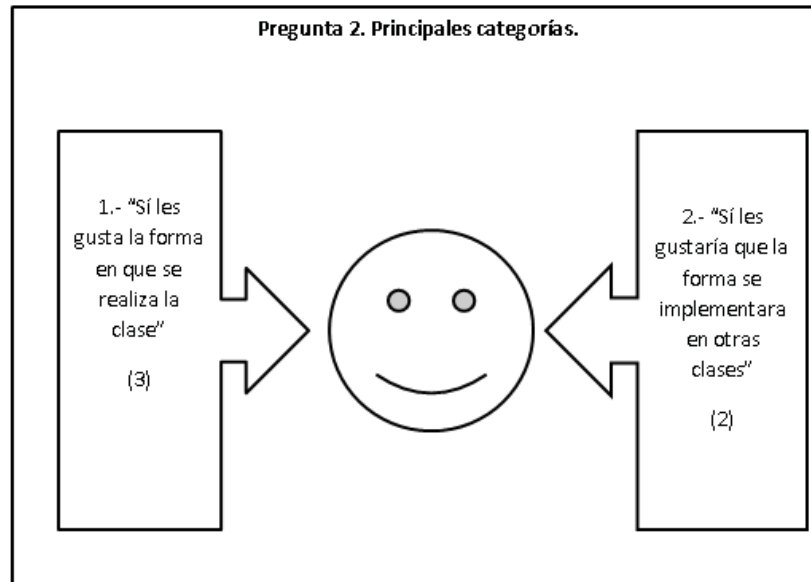 Pregunta 2. Principales categorías.
1.- “Sí les
gusta la forma
en que se
realiza la
clase”
(3)
2.- “Sí les
gustaría que la
forma se
implementara
en otras
clases”
(2)